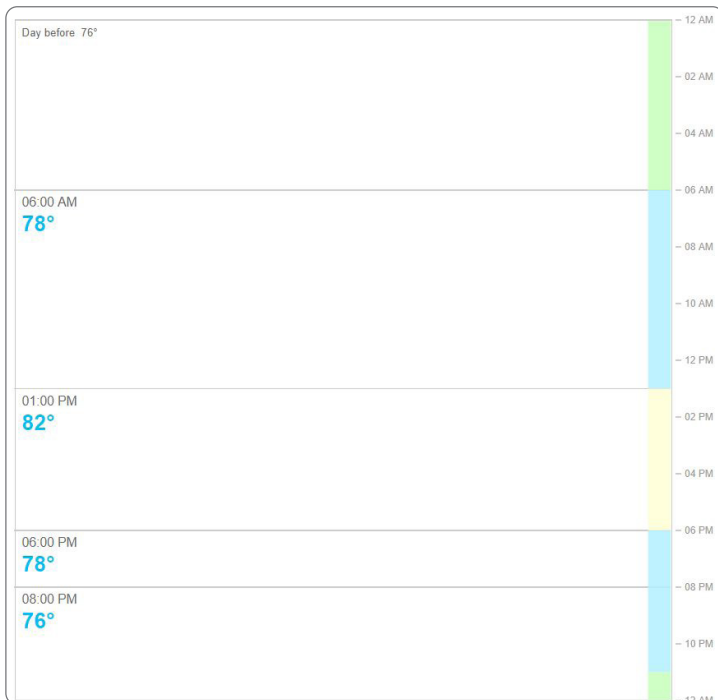 Day before 76°
06:00 AM
78°
01:00 PM
82°
06:00 PM
78°
08:00 PM
76°
– 12 AM
– 02 AM
– 04 AM
– 06 AM
– 08 AM
– 10 AM
– 12 PM
– 02 PM
– 04 PM
– 06 PM
– 08 PM
– 10 PM
– 12 AM